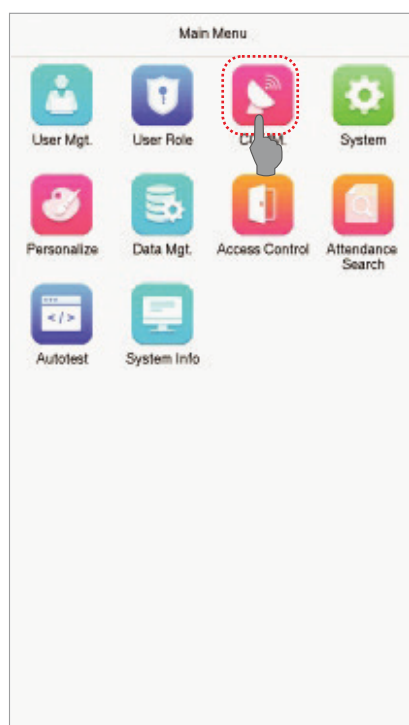 Main Menu
User Mgt.
User Role
System
Personalize
Data Mgt.
Access Control
Attendance
Search
</>
Autotest
System Info